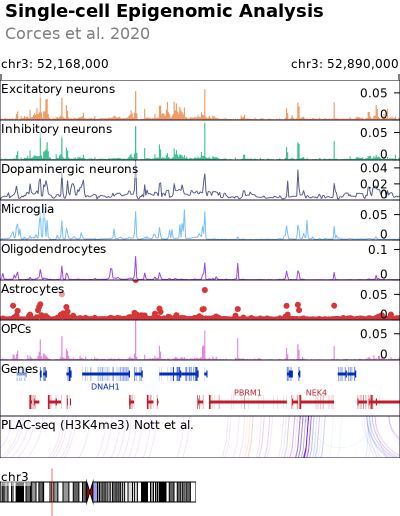 Single-cell Epigenomic Analysis
Corces et al. 2020
chr3: 52,168,000 chr3: 52,890,000
Excitatory neurons 0.05
0
Inhibitory neurons 0.05
0
Dopaminergic neurons 0.04
0.02
0
Microglia 0.05
0
Oligodendrocytes 0.1
0
Astrocytes 0.05
0
OPCs 0.05
0
Genes
DNAH1
PBRM1 NEK4
PLAC-seq (H3K4me3) Nott et al.
chr3